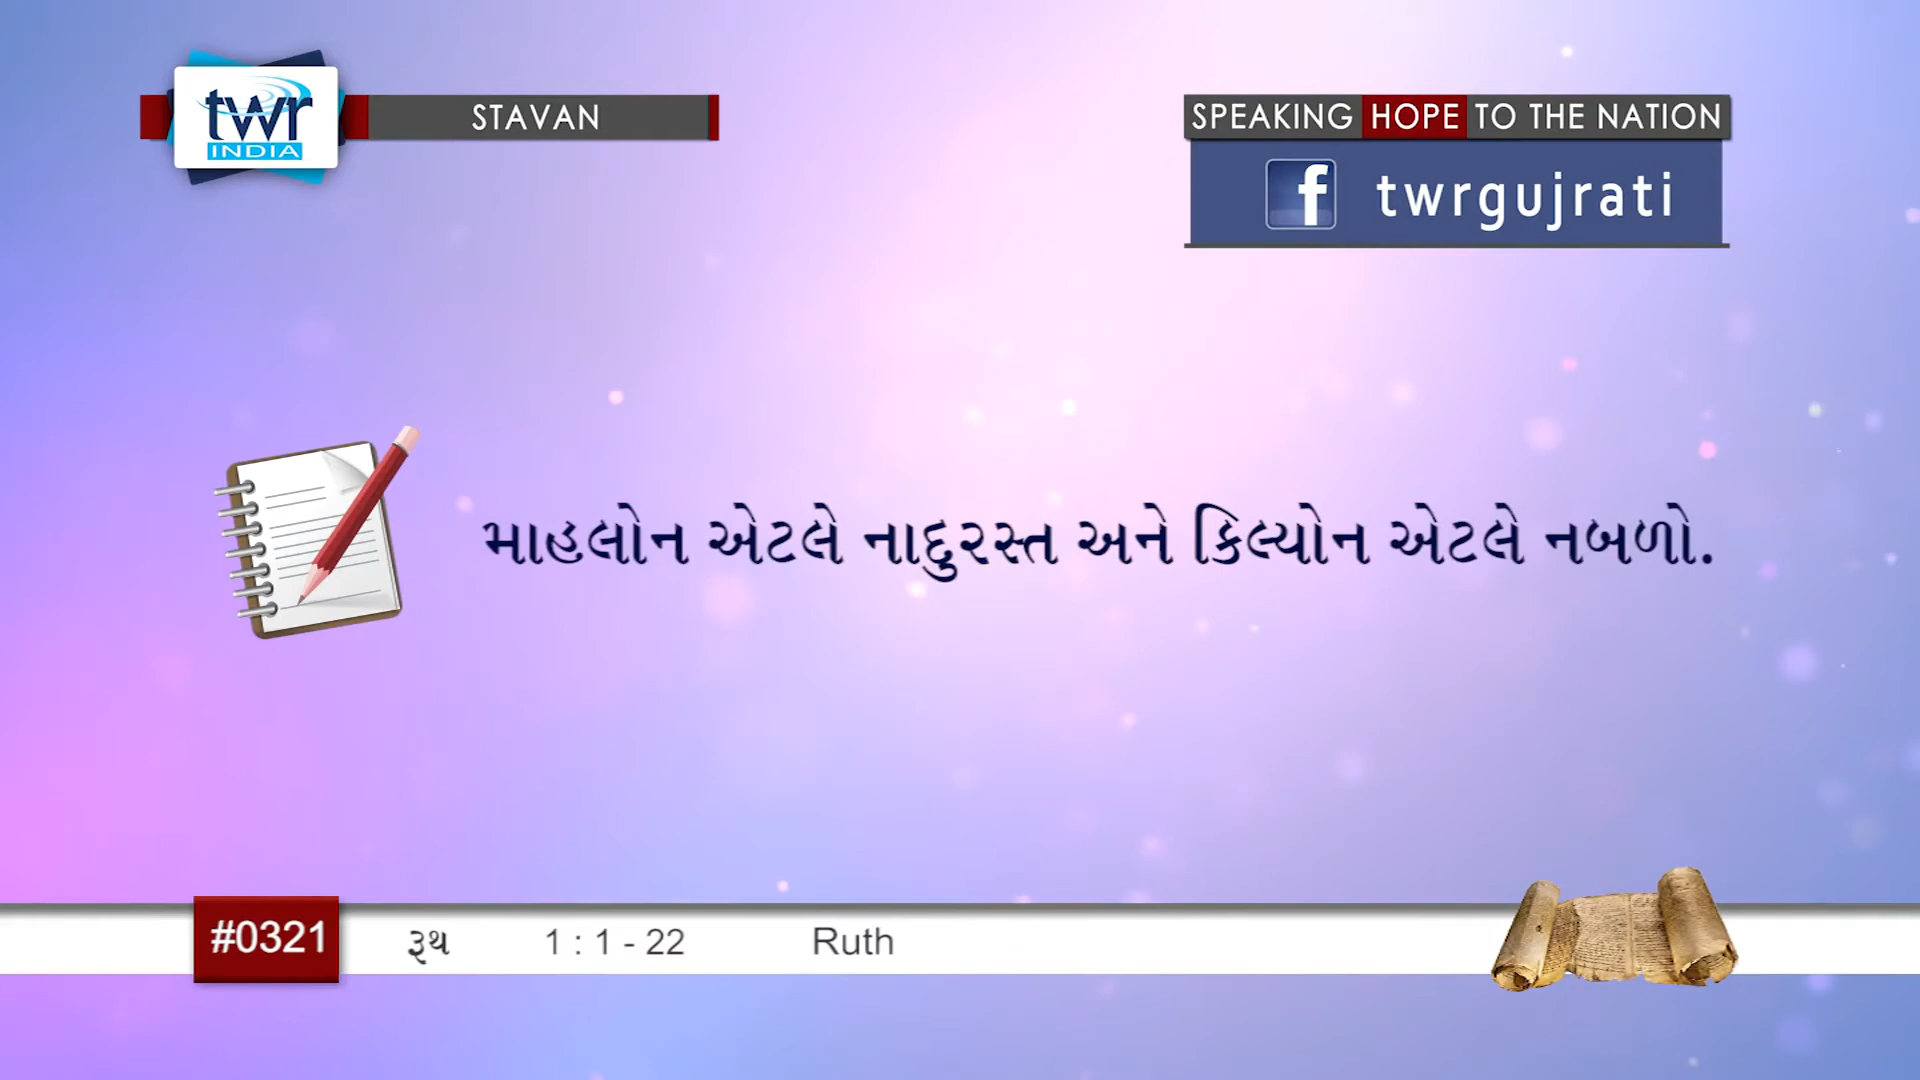 twr
INDIA
STAVAN
SPEAKING HOPE TO THE NATION
f twrgujrati
માહલોન એટલે નાદુરસ્ત અને કિલ્યોન એટલે નબળો.
#0321 રૂથ 1 : 1 - 22 Ruth